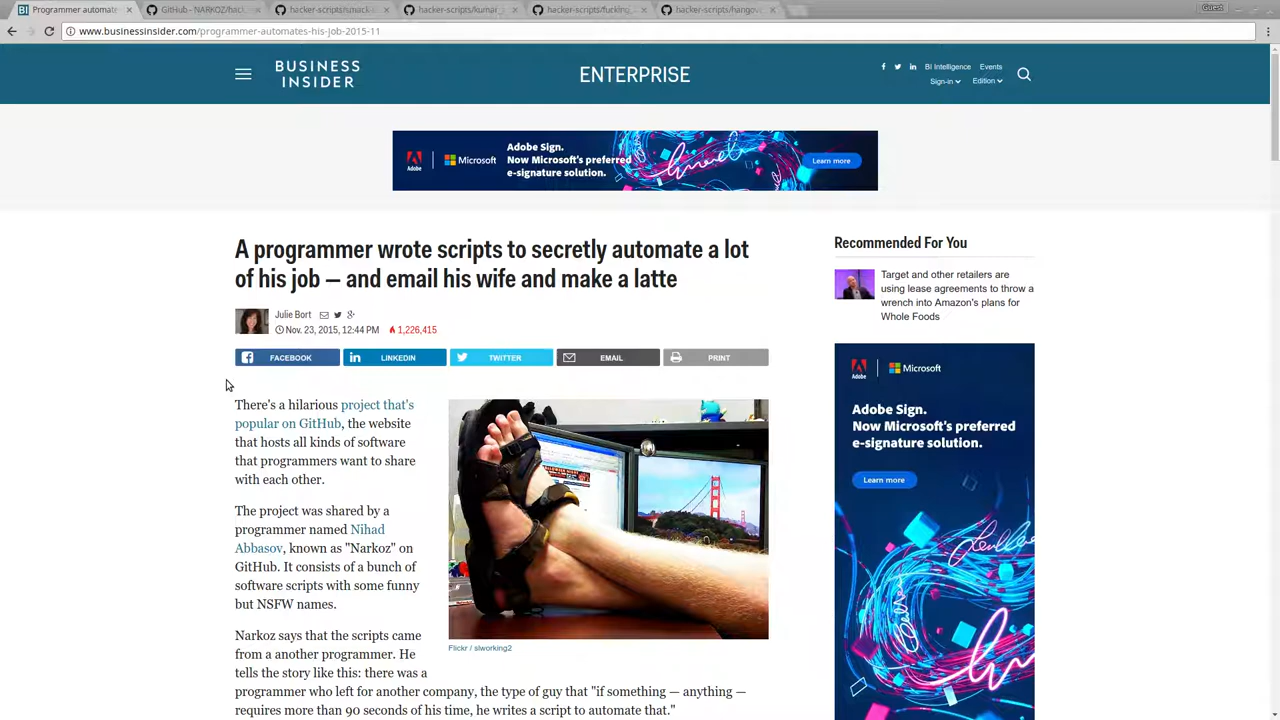 Programmer automate
GitHub - NARKOZ/hack
hacker-scripts/smack
hacker-scripts/kumar
hacker-scripts/fucking
hacker-scripts/hangov
Guest
www.businessinsider.com/programmer-automates-his-job-2015-11
BUSINESS
INSIDER
ENTERPRISE
BI Intelligence Events
Sign-in Edition
Adobe
Microsoft
Adobe Sign.
Now Microsoft's preferred
e-signature solution.
Learn more
A programmer wrote scripts to secretly automate a lot
of his job — and email his wife and make a latte
Julie Bort
Nov. 23, 2015, 12:44 PM 1,226,415
FACEBOOK
LINKEDIN
TWITTER
EMAIL
PRINT
There's a hilarious project that's
popular on GitHub, the website
that hosts all kinds of software
that programmers want to share
with each other.
The project was shared by a
programmer named Nihad
Abbasov, known as "Narkoz" on
GitHub. It consists of a bunch of
software scripts with some funny
but NSFW names.
Narkoz says that the scripts came
from a another programmer. He
tells the story like this: there was a
programmer who left for another company, the type of guy that "if something — anything —
requires more than 90 seconds of his time, he writes a script to automate that."
Flickr / slworking2
Recommended For You
Target and other retailers are
using lease agreements to throw a
wrench into Amazon's plans for
Whole Foods
Adobe
Microsoft
Adobe Sign.
Now Microsoft's preferred
e-signature solution.
Learn more